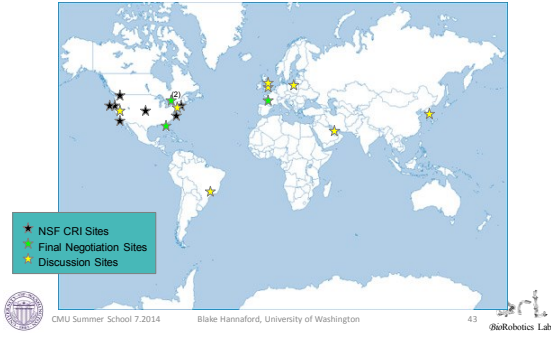 (2)
NSF CRI Sites
Final Negotiation Sites
Discussion Sites
CMU Summer School 7.2014 Blake Hannaford, University of Washington 43
BioRobotics Lab